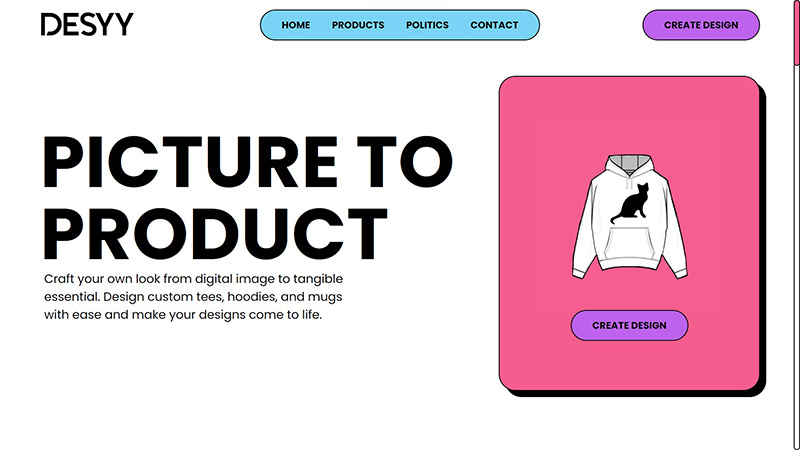 DESYY
HOME PRODUCTS POLITICS CONTACT
CREATE DESIGN
PICTURE TO
PRODUCT
Craft your own look from digital image to tangible
essential. Design custom tees, hoodies, and mugs
with ease and make your designs come to life.
CREATE DESIGN